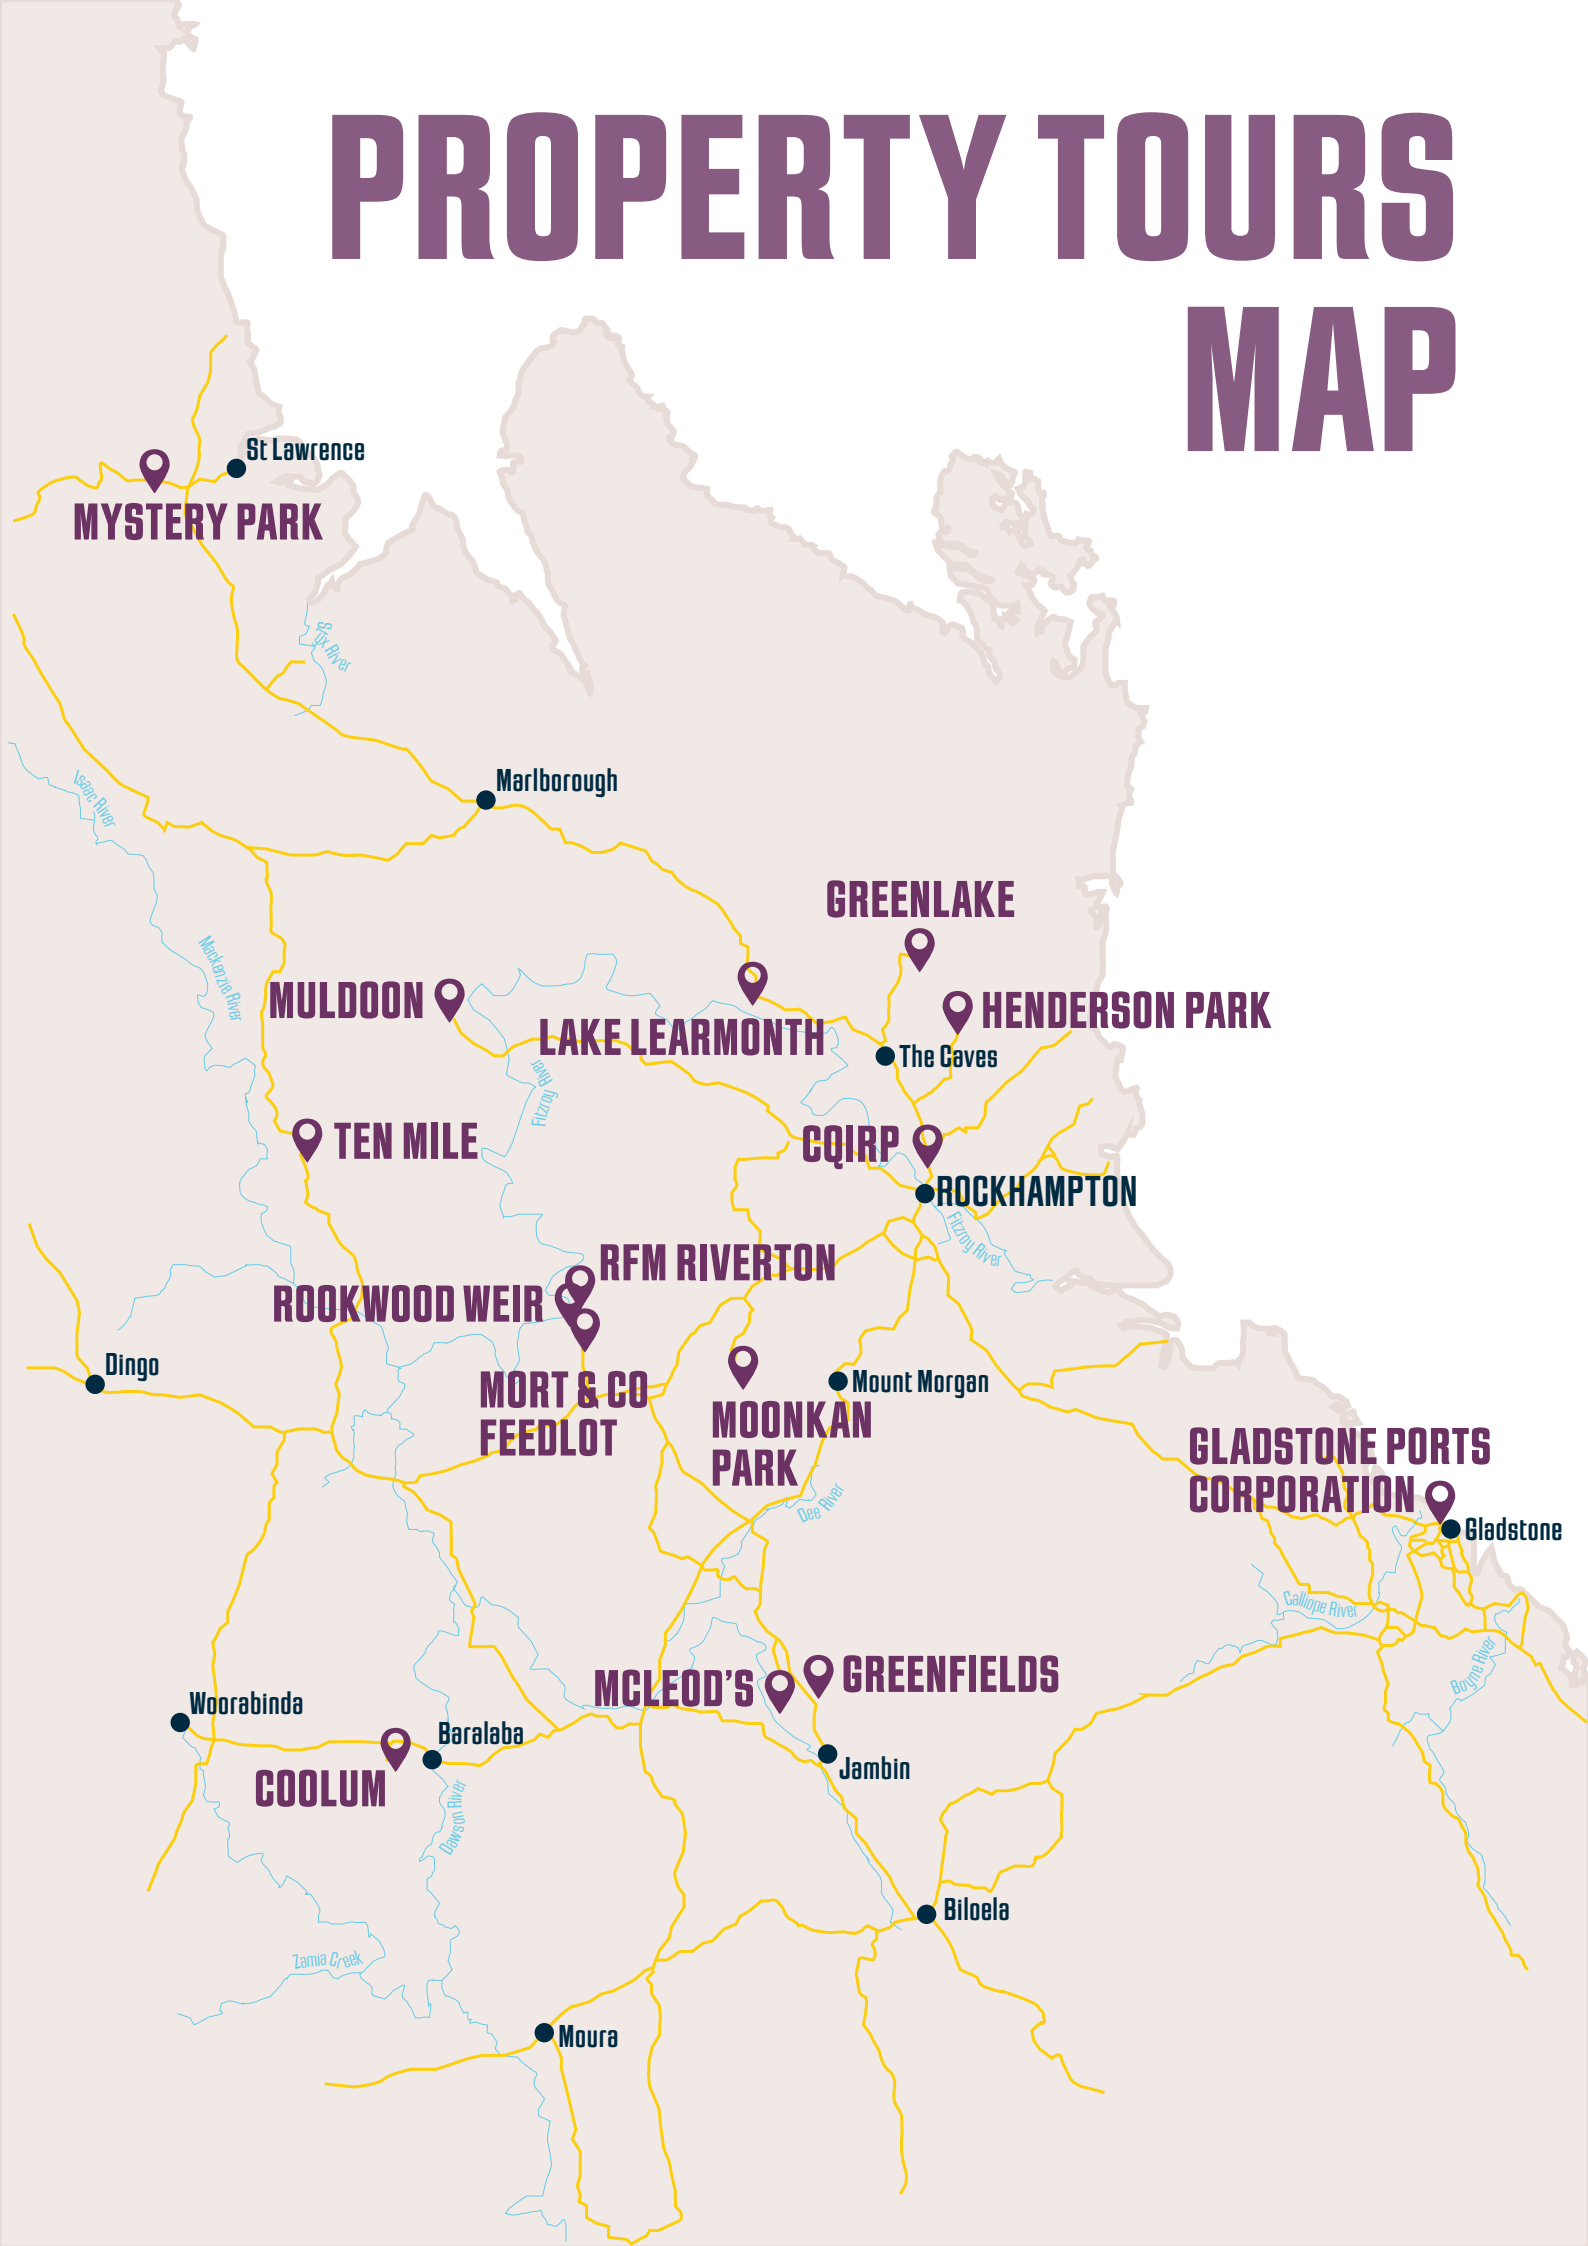 PROPERTY TOURS
MAP
St Lawrence
MYSTERY PARK
Styx River
Marlborough
Isaac River
GREENLAKE
Mackenzie River
MULDOON
HENDERSON PARK
LAKE LEARMONTH
The Caves
Fitzroy River
TEN MILE
CQIRP
ROCKHAMPTON
Fitzroy River
RFM RIVERTON
ROOKWOOD WEIR
Dingo
MORT & CO
FEEDLOT
Mount Morgan
MOONKAN
PARK
GLADSTONE PORTS
CORPORATION
Dee River
Gladstone
Calliope River
Boyne River
MCLEOD'S
GREENFIELDS
Woorabinda
Baralaba
Jambin
COOLUM
Dawson River
Biloela
Zamia Creek
Moura